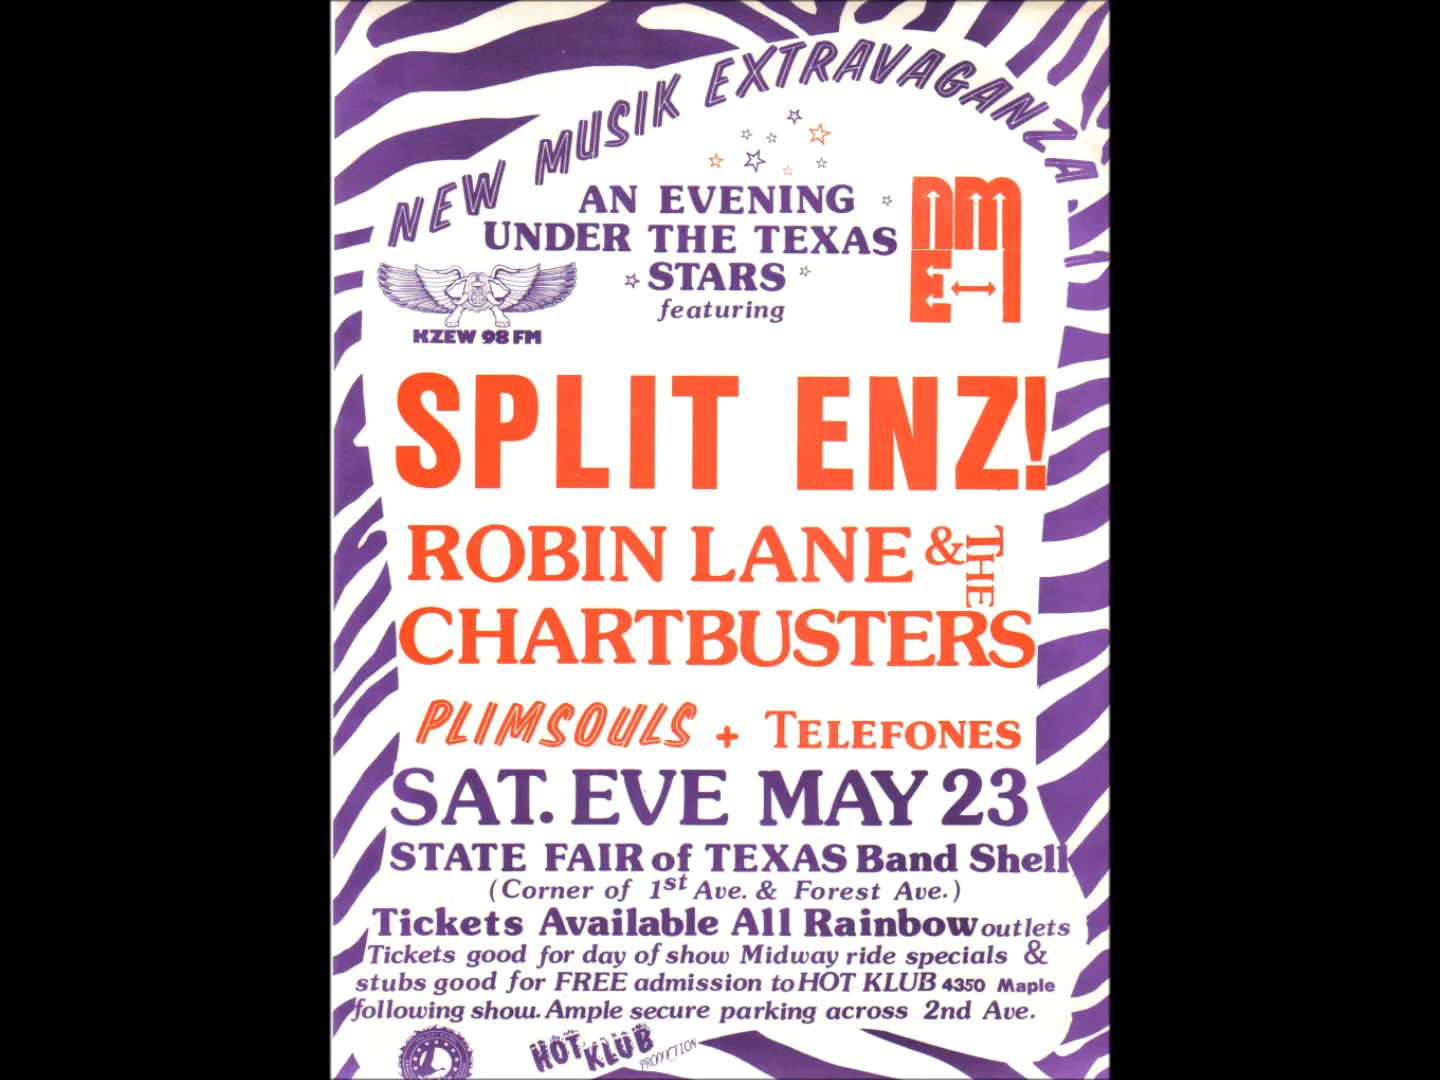 NEW MUSIK EXTRAVAGANZA
AN EVENING
UNDER THE TEXAS
STARS
featuring
KZEW 98 FM
SPLIT ENZ!
ROBIN LANE & THE
CHARTBUSTERS
PLIMSOULS + TELEFONES
SAT. EVE MAY 23
STATE FAIR of TEXAS Band Shell
(Corner of 1st Ave. & Forest Ave.)
Tickets Available All Rainbow outlets
Tickets good for day of show Midway ride specials &
stubs good for FREE admission to HOT KLUB 4350 Maple
following show. Ample secure parking across 2nd Ave.
HOT KLUB PRODUCTION